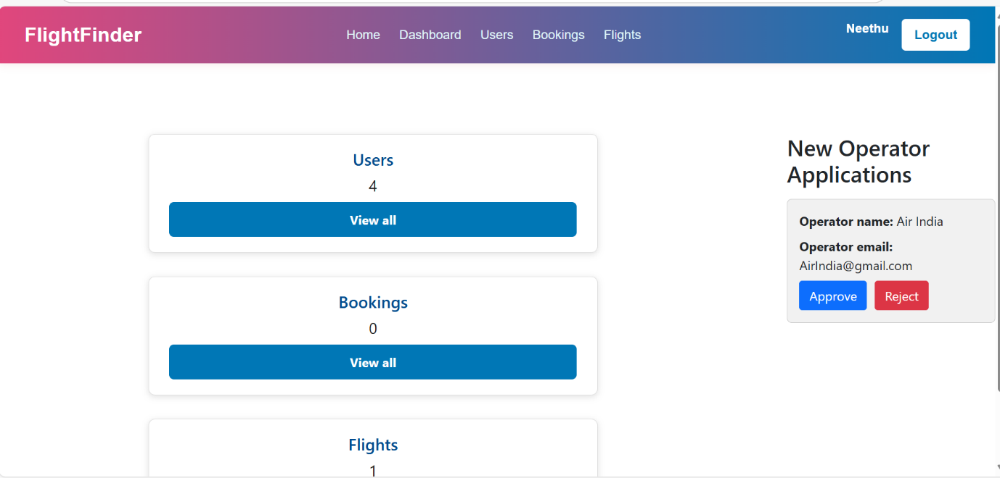 FlightFinder
Home Dashboard Users Bookings Flights
Neethu
Logout
Users
4
View all
Bookings
0
View all
Flights
1
New Operator
Applications
Operator name: Air India
Operator email:
AirIndia@gmail.com
Approve Reject